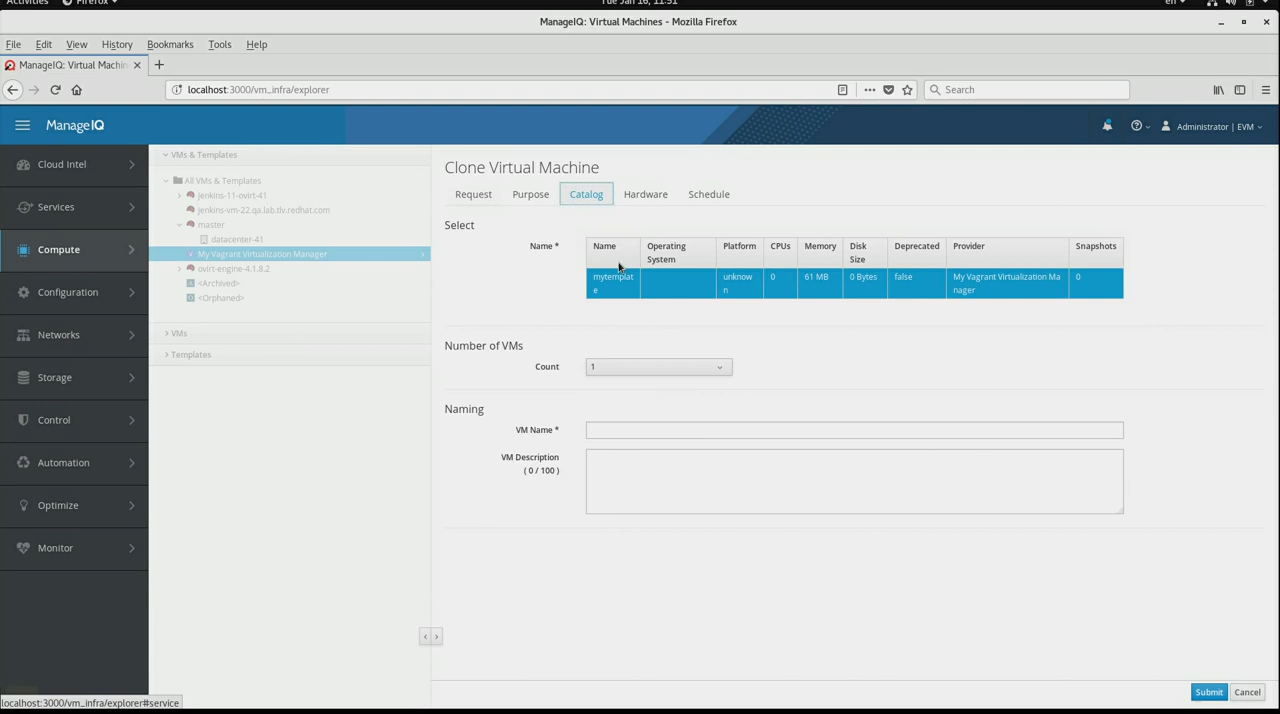 Activities Firefox Tue Jan 16, 11:51 en
ManageIQ: Virtual Machines - Mozilla Firefox
File Edit View History Bookmarks Tools Help
ManageIQ: Virtual Machin
localhost:3000/vm_infra/explorer Search
ManageIQ Administrator | EVM
Cloud Intel
Services
Compute
Configuration
Networks
Storage
Control
Automation
Optimize
Monitor
VMs & Templates
All VMs & Templates
jenkins-11-ovirt-41
jenkins-vm-22.qa.lab.tlv.redhat.com
master
datacenter-41
My Vagrant Virtualization Manager
ovirt-engine-4.1.8.2
<Archived>
<Orphaned>
VMs
Templates
Clone Virtual Machine
Request Purpose Catalog Hardware Schedule
Select
Name *
Name Operating System Platform CPUs Memory Disk Size Deprecated Provider Snapshots
mytemplate unknown 0 61 MB 0 Bytes false My Vagrant Virtualization Manager 0
Number of VMs
Count 1
Naming
VM Name *
VM Description
( 0 / 100 )
Submit Cancel
localhost:3000/vm_infra/explorer#service